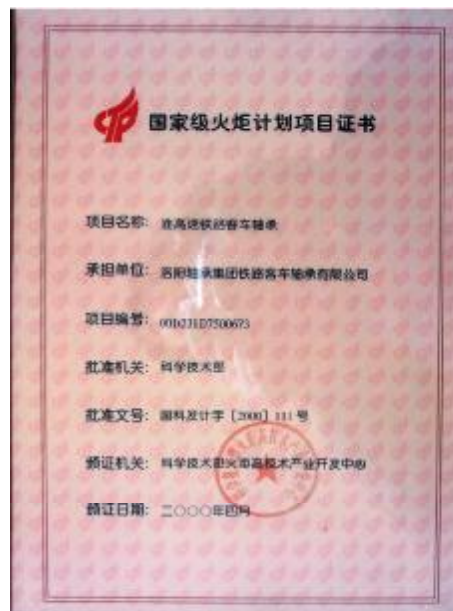 国家级火炬计划项目证书
项目名称: 准高速铁路客车轴承
承担单位: 洛阳轴承集团铁路客车轴承有限公司
项目编号: 00D231D7500673
批准机关: 科学技术部
批准文号: 国科发计字 [2000] 111 号
颁证机关: 科学技术部火炬高技术产业开发中心
颁证日期: 二〇〇〇年四月